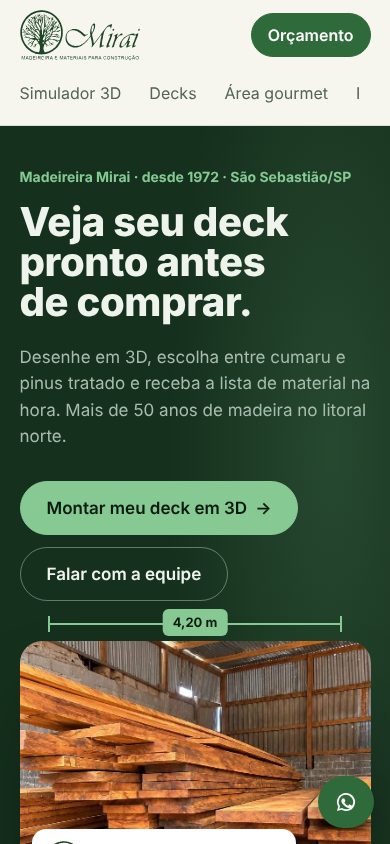 Mirai
MADEIREIRA E MATERIAIS PARA CONSTRUÇÃO
Orçamento
Simulador 3D
Decks
Área gourmet
Madeireira Mirai · desde 1972 · São Sebastião/SP
Veja seu deck
pronto antes
de comprar.
Desenhe em 3D, escolha entre cumaru e
pinus tratado e receba a lista de material na
hora. Mais de 50 anos de madeira no litoral
norte.
Montar meu deck em 3D →
Falar com a equipe
4,20 m